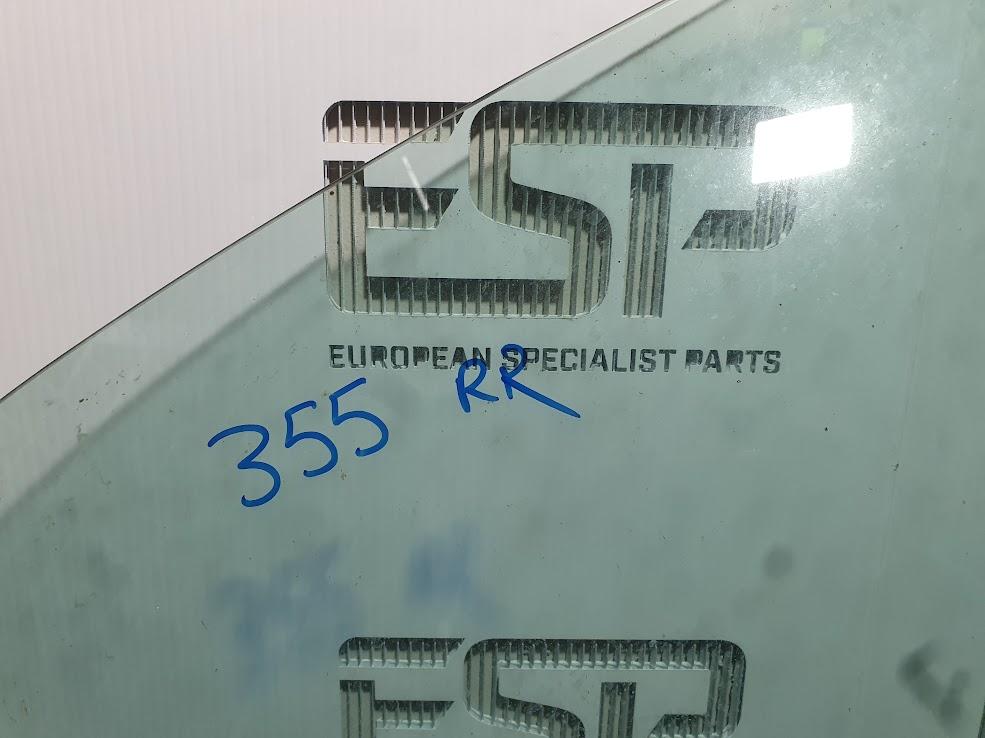 ESP
EUROPEAN SPECIALIST PARTS
355 RR
ESP